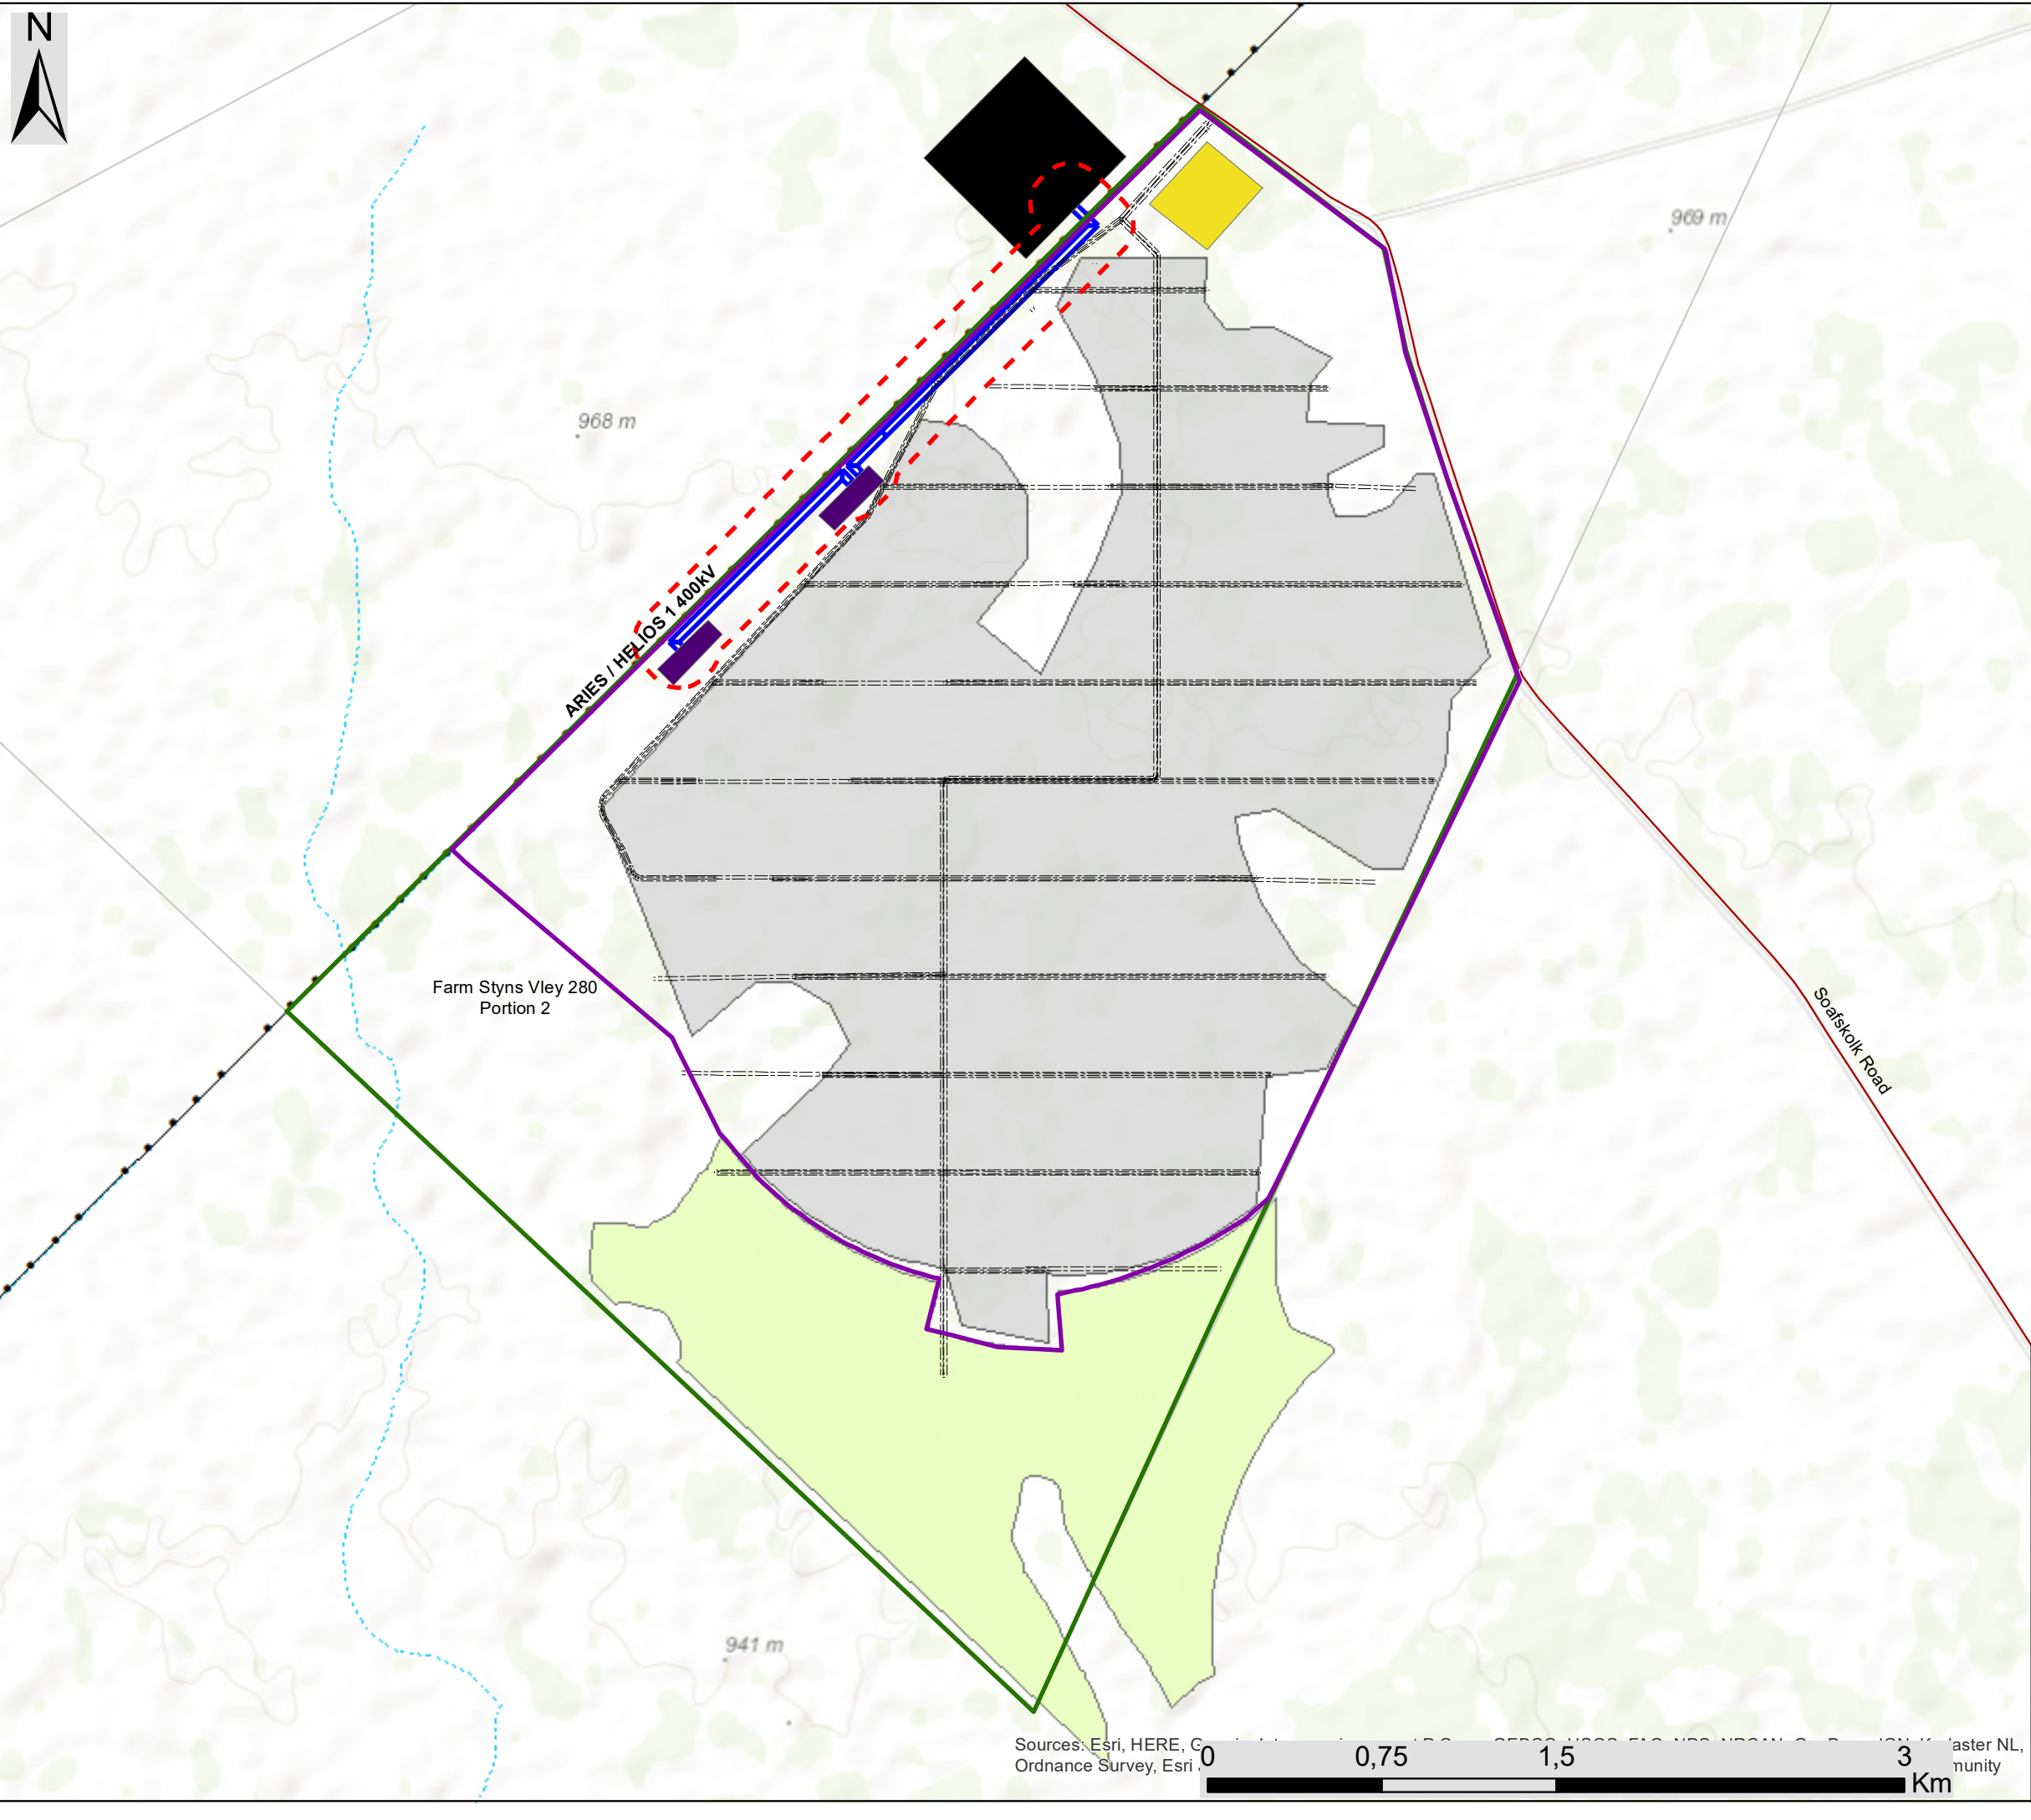 N
969 m
968 m
ARIES / HELIOS 1 400kV
Farm Styns Vley 280
Portion 2
Soafskolk Road
941 m
Sources: Esri, HERE, NL,
Ordnance Survey, Esri
0 0,75 1,5 3
Km